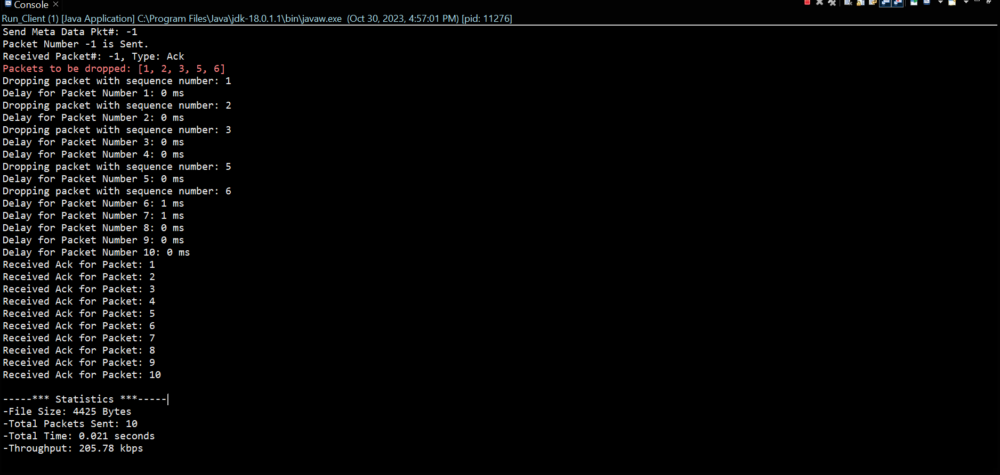 Console
Run_Client (1) [Java Application] C:\Program Files\Java\jdk-18.0.1.1\bin\javaw.exe (Oct 30, 2023, 4:57:01 PM) [pid: 11276]
Send Meta Data Pkt#: -1
Packet Number -1 is Sent.
Received Packet#: -1, Type: Ack
Packets to be dropped: [1, 2, 3, 5, 6]
Dropping packet with sequence number: 1
Delay for Packet Number 1: 0 ms
Dropping packet with sequence number: 2
Delay for Packet Number 2: 0 ms
Dropping packet with sequence number: 3
Delay for Packet Number 3: 0 ms
Delay for Packet Number 4: 0 ms
Dropping packet with sequence number: 5
Delay for Packet Number 5: 0 ms
Dropping packet with sequence number: 6
Delay for Packet Number 6: 1 ms
Delay for Packet Number 7: 1 ms
Delay for Packet Number 8: 0 ms
Delay for Packet Number 9: 0 ms
Delay for Packet Number 10: 0 ms
Received Ack for Packet: 1
Received Ack for Packet: 2
Received Ack for Packet: 3
Received Ack for Packet: 4
Received Ack for Packet: 5
Received Ack for Packet: 6
Received Ack for Packet: 7
Received Ack for Packet: 8
Received Ack for Packet: 9
Received Ack for Packet: 10
-----*** Statistics ***-----
-File Size: 4425 Bytes
-Total Packets Sent: 10
-Total Time: 0.021 seconds
-Throughput: 205.78 kbps